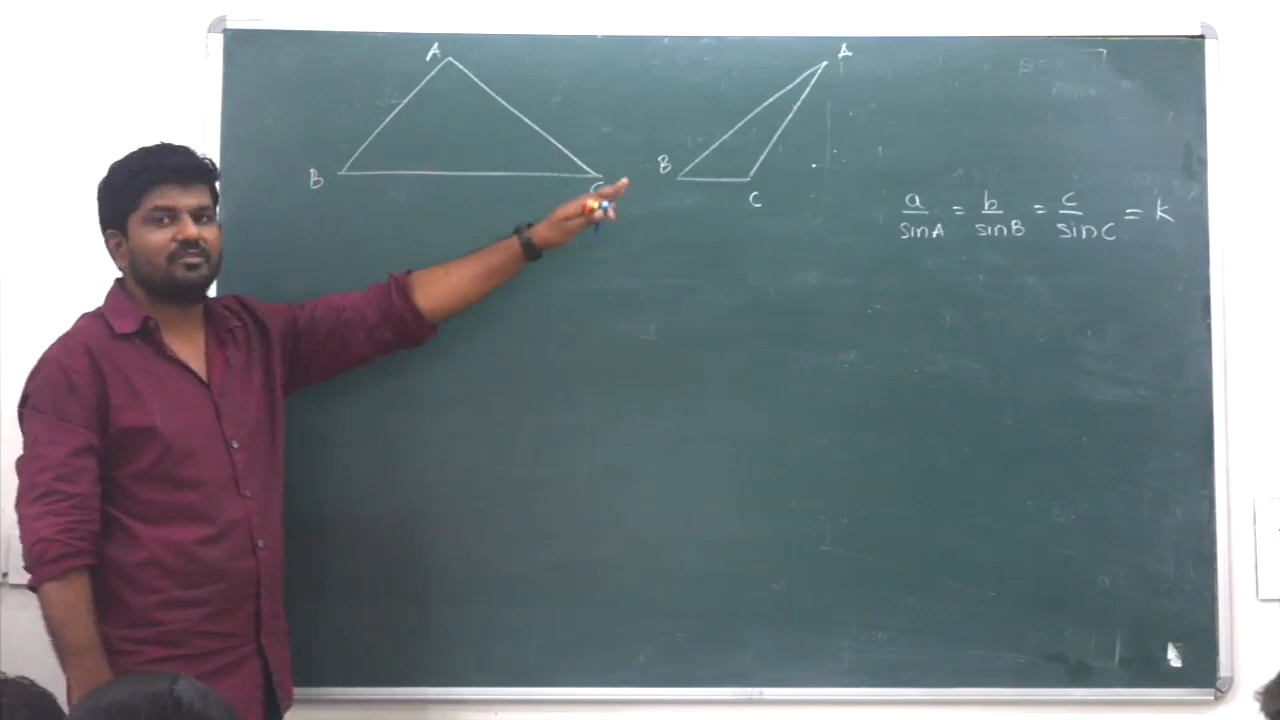 A
B
C
A
B
C
a/sinA = b/sinB = c/sinC = k